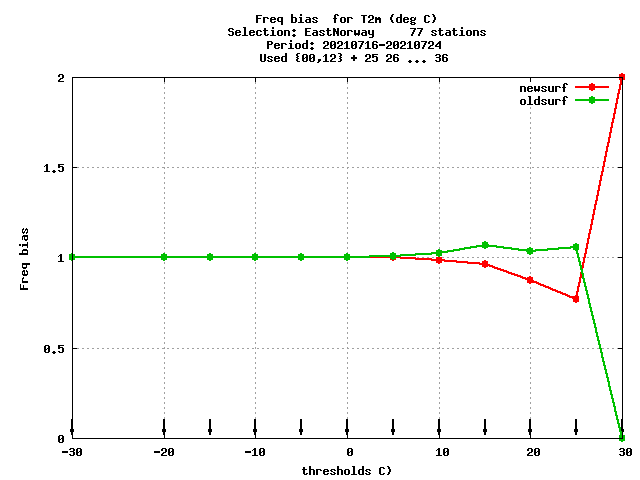 Freq bias  for T2m (deg C)
Selection: EastNorway     77 stations
Period: 20210716-20210724
Used {00,12} + 25 26 ... 36
newsurf
oldsurf
2
1.5
1
0.5
0
Freq bias
-30
-20
-10
0
10
20
30
thresholds C)